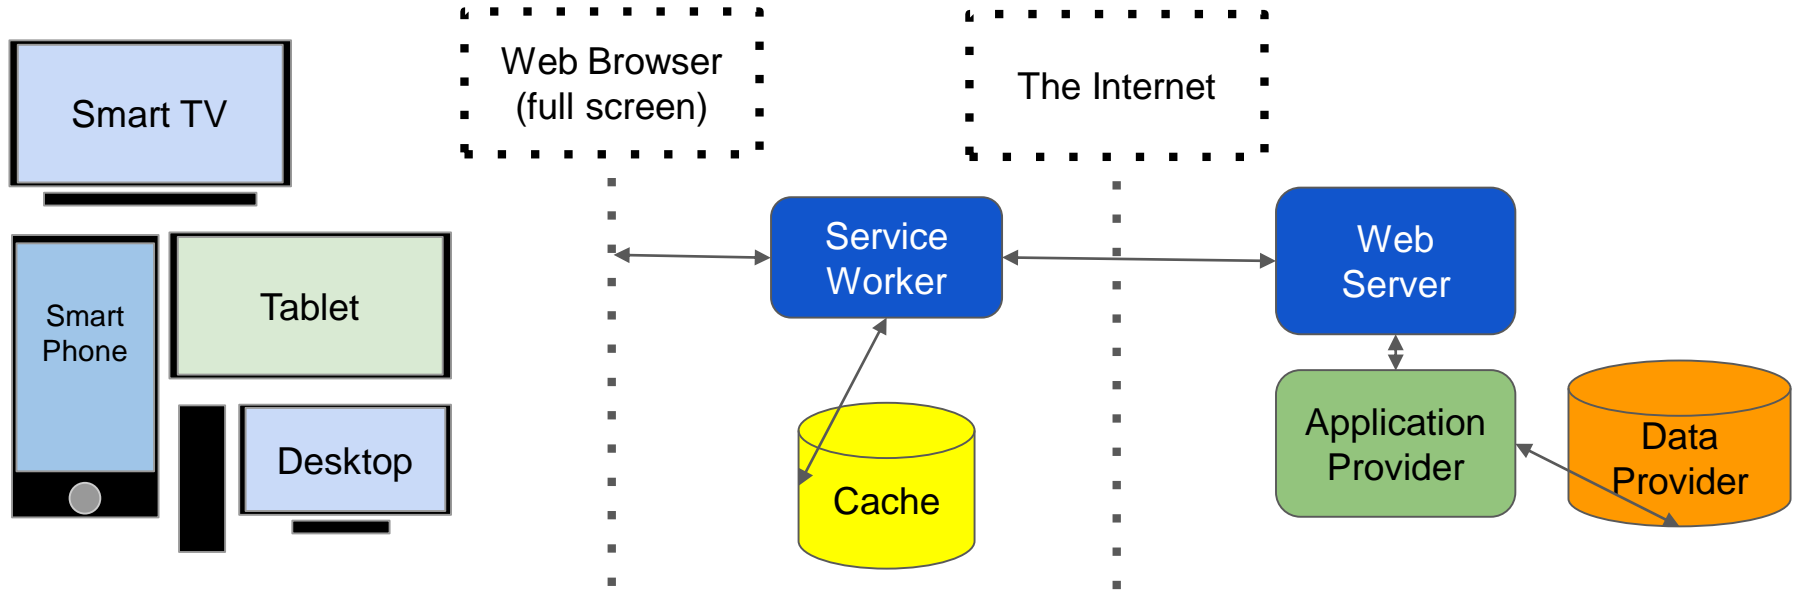 Smart TV
Smart
Phone
Tablet
Desktop
Web Browser
(full screen)
Service
Worker
Cache
The Internet
Web
Server
Application
Provider
Data
Provider